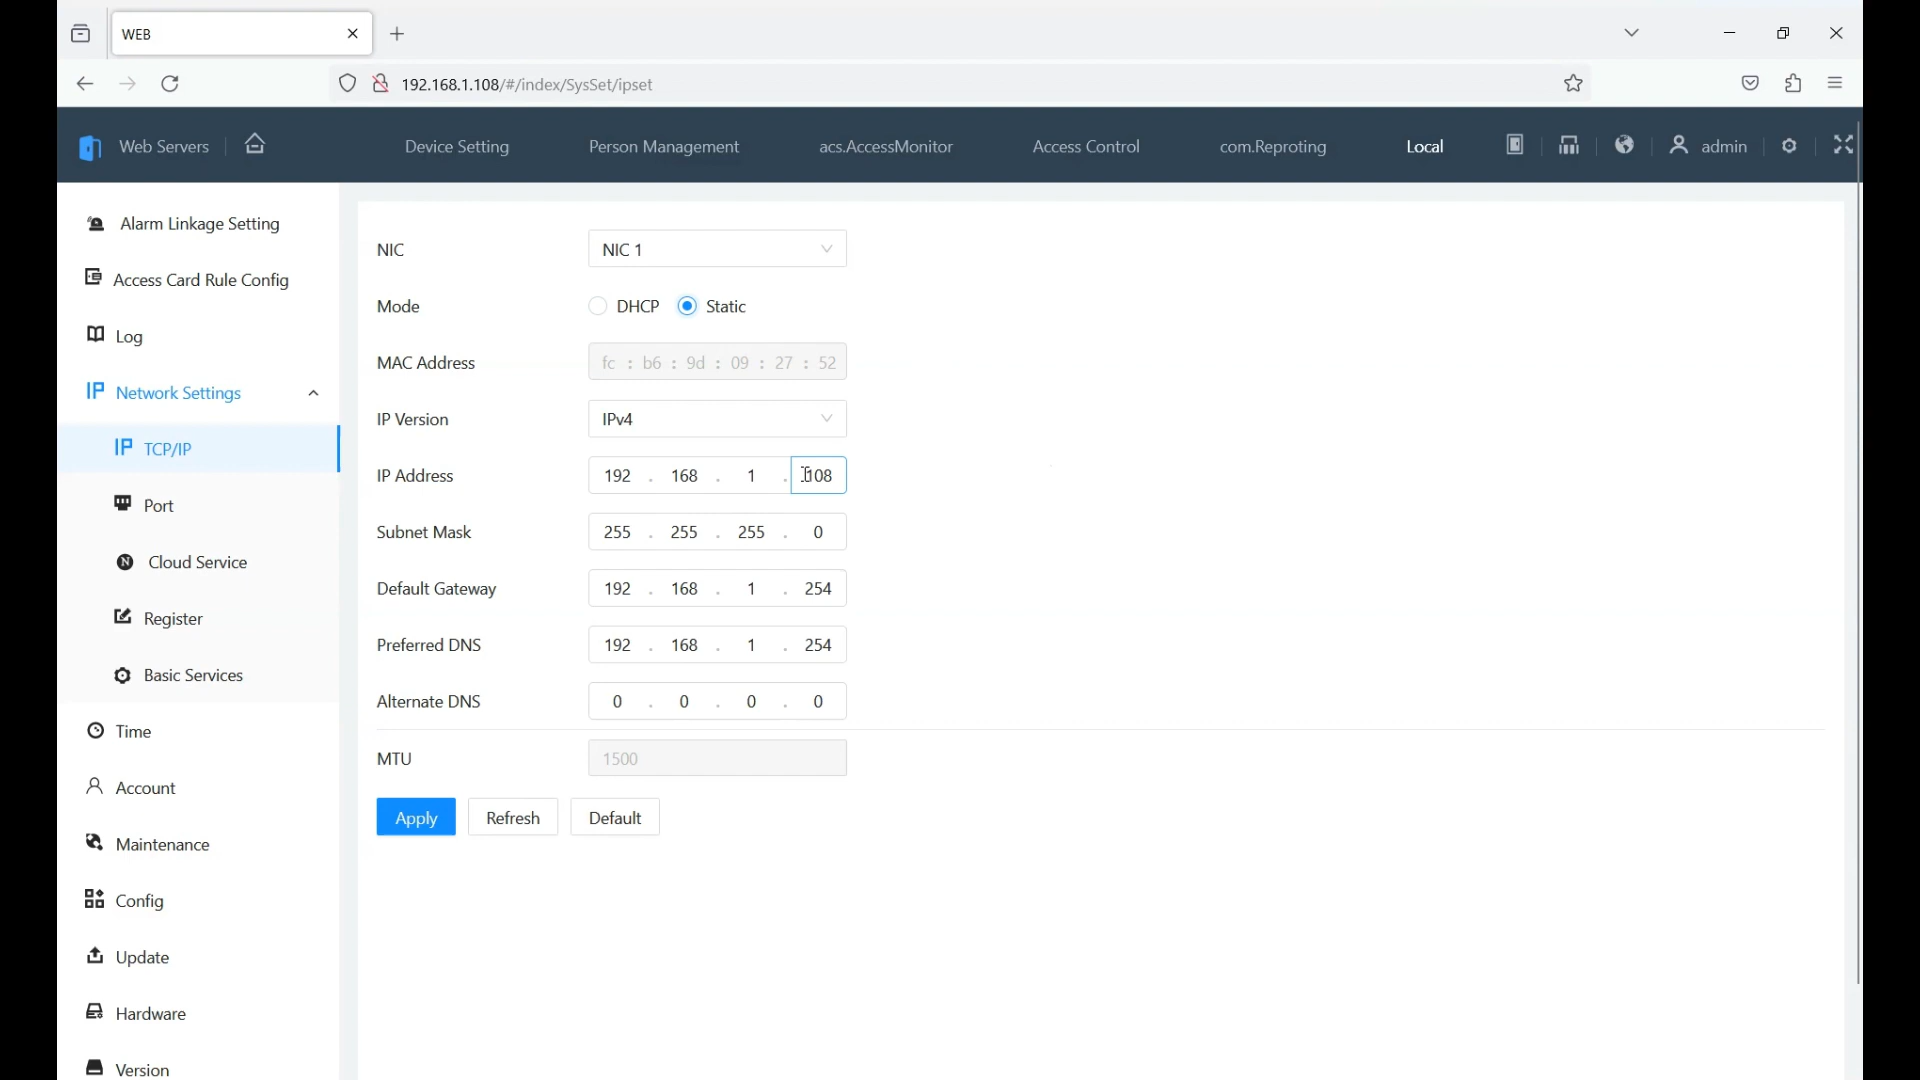 WEB
192.168.1.108/#/index/SysSet/ipset
Web Servers Device Setting Person Management acs.AccessMonitor Access Control com.Reproting Local admin
Alarm Linkage Setting
Access Card Rule Config
Log
IP Network Settings
IP TCP/IP
Port
Cloud Service
Register
Basic Services
Time
Account
Maintenance
Config
Update
Hardware
Version
NIC NIC 1
Mode DHCP Static
MAC Address fc : b6 : 9d : 09 : 27 : 52
IP Version IPv4
IP Address 192 . 168 . 1 . 108
Subnet Mask 255 . 255 . 255 . 0
Default Gateway 192 . 168 . 1 . 254
Preferred DNS 192 . 168 . 1 . 254
Alternate DNS 0 . 0 . 0 . 0
MTU 1500
Apply Refresh Default